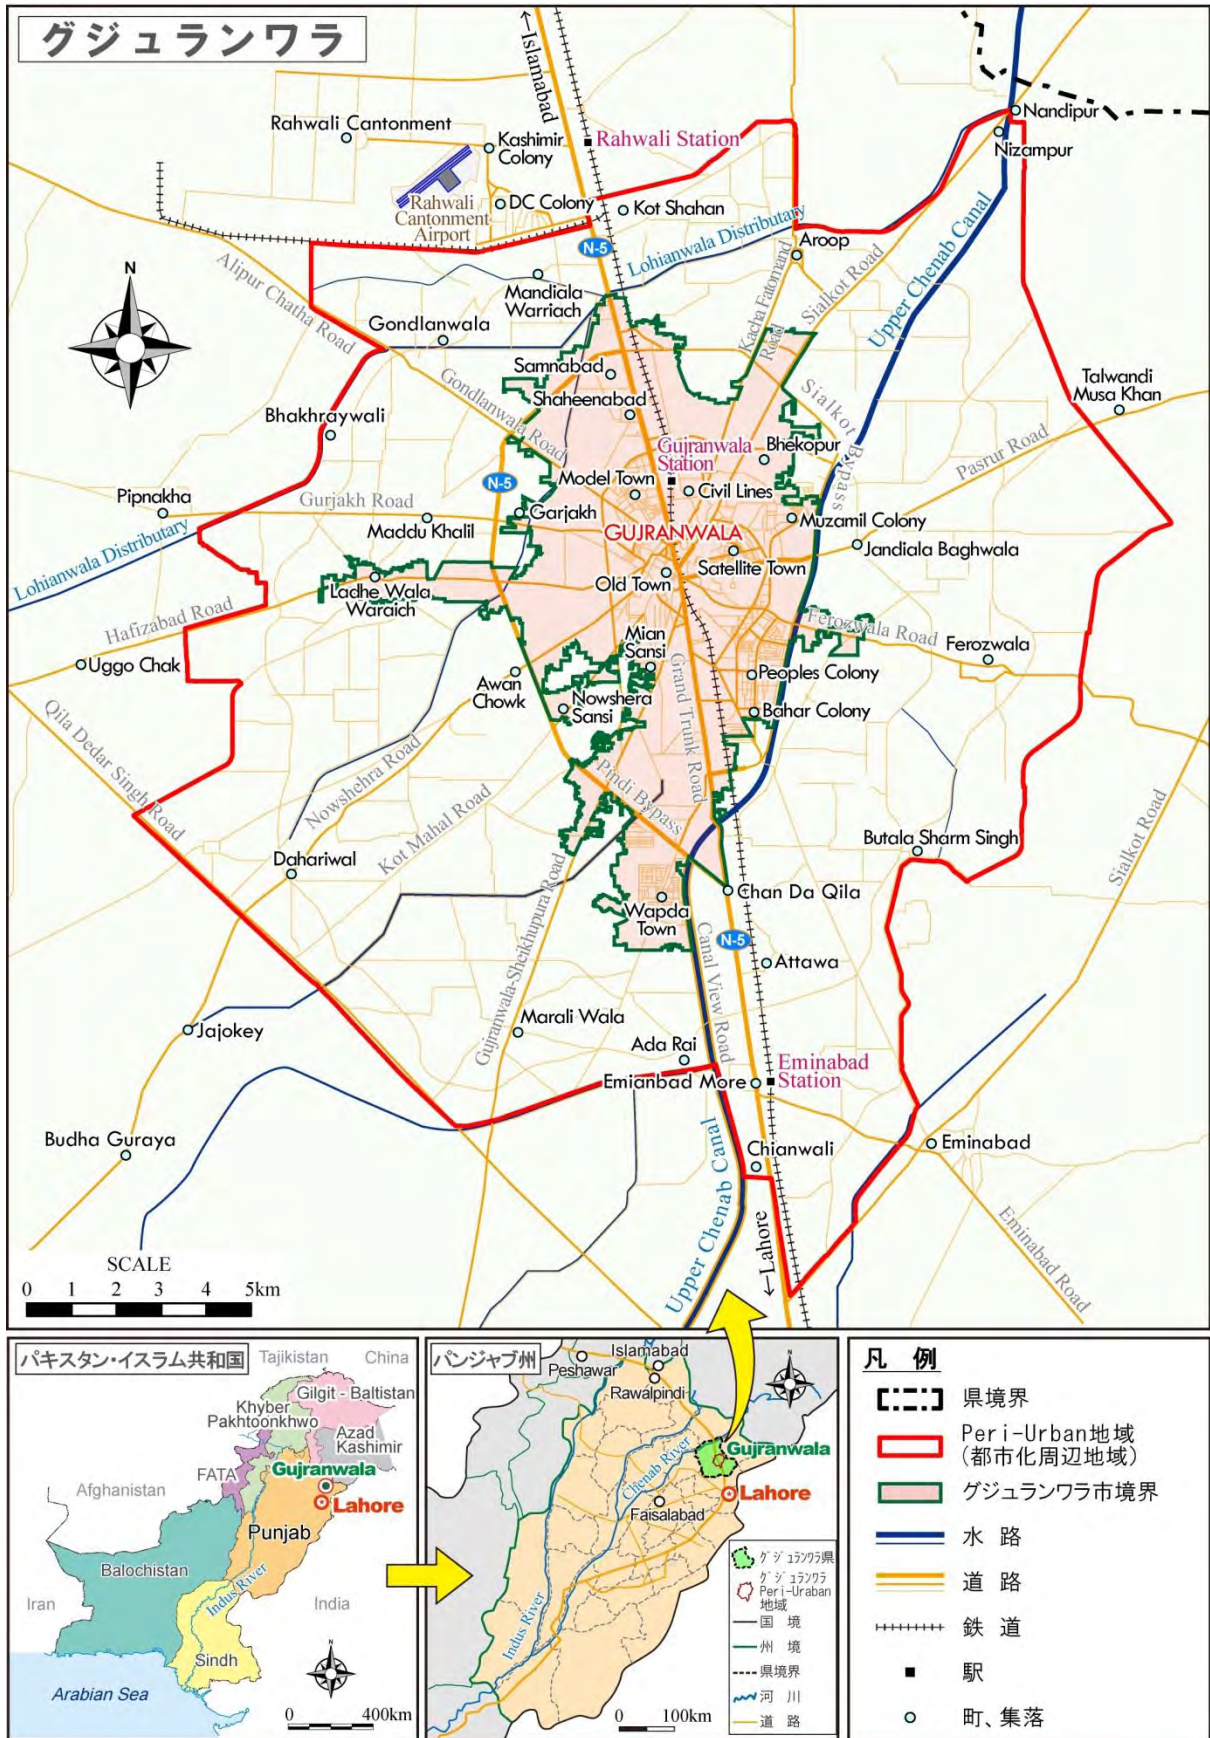 グジュランワラ
←Islamabad
Rahwali Cantonment
Kashmir
Colony
Rahwali Station
Nandipur
Nizampur
Rahwali
Cantonment
Airport
DC Colony
Kot Shahan
N-5
Lohianwala Distributary
Aroop
Upper Chenab Canal
N
Alipur Chatha Road
Mandiala
Warriach
Kacha Fatomand
Road
Sialkot Road
Gondlanwala
Samnabad
Shaheenabad
Gondlanwala Road
Talwandi
Musa Khan
Bhakhraywali
Sialkot Bypass
Gujranwala
Station
Bhekopur
Pasrur Road
N-5
Model Town
Civil Lines
Pipnakha
Gurjakh Road
Garjakh
Maddu Khalil
Muzamil Colony
GUJRANWALA
Jandiala Baghwala
Lohianwala Distributary
Satellite Town
Old Town
Ladhe Wala
Waraich
Hafizabad Road
Ferozwala Road
Mian
Sansi
Ferozwala
Uggo Chak
Awan
Chowk
Peoples Colony
Nowshera
Sansi
Bahar Colony
Grand Trunk Road
Qila Dedar Singh Road
Nowshehra Road
Pindi Bypass
Kot Mahal Road
Sialkot Road
Butala Sharm Singh
Dahariwal
Gujranwala-Sheikhupura Road
Chan Da Qila
Wapda
Town
N-5
Canal View Road
Attawa
Jajokey
Marali Wala
Ada Rai
Eminabad
Station
Emianbad More
Budha Guraya
Eminabad
Chianwali
Upper Chenab Canal
←Lahore
Eminabad Road
SCALE
0 1 2 3 4 5km
パキスタン・イスラム共和国
Tajikistan
China
Gilgit - Baltistan
Khyber
Pakhtoonkhwo
Azad
Kashimir
FATA
Gujranwala
Afghanistan
Lahore
Punjab
Balochistan
Indus River
Iran
India
Sindh
N
Arabian Sea
0 400km
パンジャブ州
Islamabad
Peshawar
Rawalpindi
N
Gujranwala
Chenab River
Lahore
Faisalabad
Indus River
グジュランワラ県
グジュランワラ
Peri-Uraban
地域
国 境
州 境
県境界
河 川
道 路
0 100km
凡 例
県境界
Peri-Urban地域
(都市化周辺地域)
グジュランワラ市境界
水 路
道 路
鉄 道
駅
町、集落